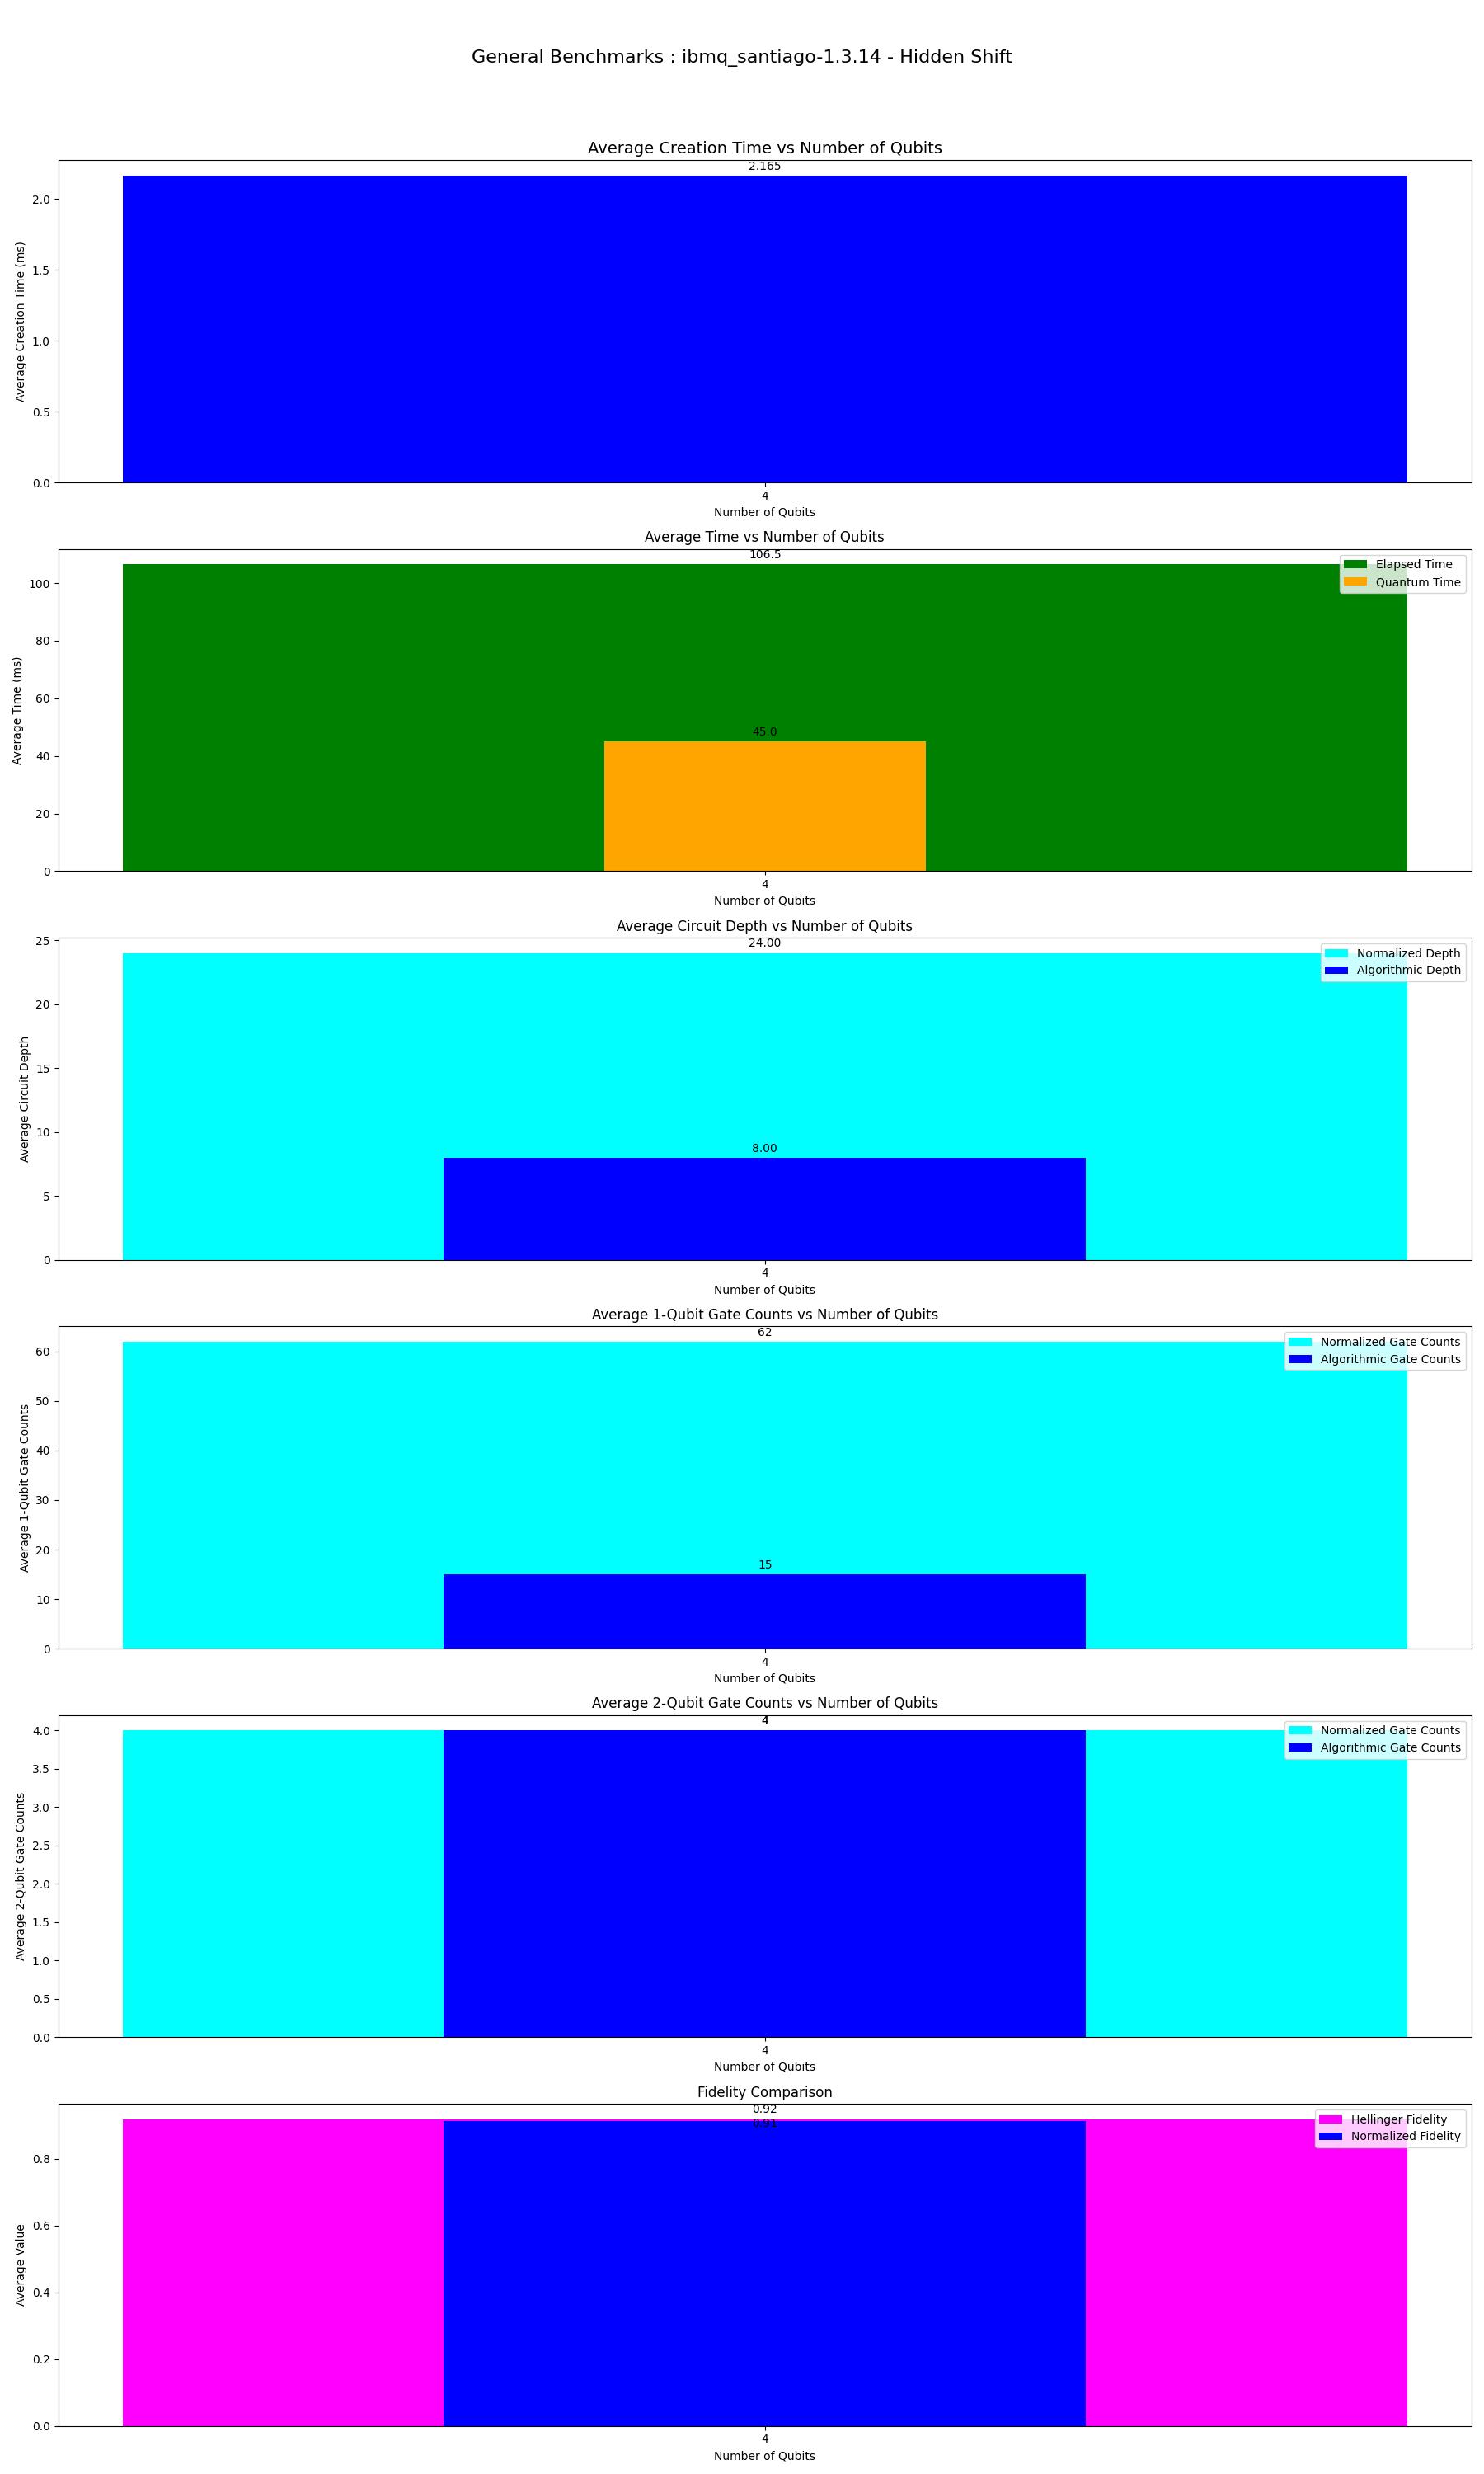 General Benchmarks : ibmq_santiago-1.3.14 - Hidden Shift
Average Creation Time vs Number of Qubits
2.165
2.0
1.5
1.0
0.5
0.0
Average Creation Time (ms)
4
Number of Qubits
Average Time vs Number of Qubits
106.5
Elapsed Time
Quantum Time
100
80
60
45.0
40
20
0
Average Time (ms)
4
Number of Qubits
Average Circuit Depth vs Number of Qubits
24.00
Normalized Depth
Algorithmic Depth
25
20
15
10
8.00
5
0
Average Circuit Depth
4
Number of Qubits
Average 1-Qubit Gate Counts vs Number of Qubits
62
Normalized Gate Counts
Algorithmic Gate Counts
60
50
40
30
20
15
10
0
Average 1-Qubit Gate Counts
4
Number of Qubits
Average 2-Qubit Gate Counts vs Number of Qubits
4
Normalized Gate Counts
Algorithmic Gate Counts
4.0
3.5
3.0
2.5
2.0
1.5
1.0
0.5
0.0
Average 2-Qubit Gate Counts
4
Number of Qubits
Fidelity Comparison
0.92
0.91
Hellinger Fidelity
Normalized Fidelity
0.8
0.6
0.4
0.2
0.0
Average Value
4
Number of Qubits